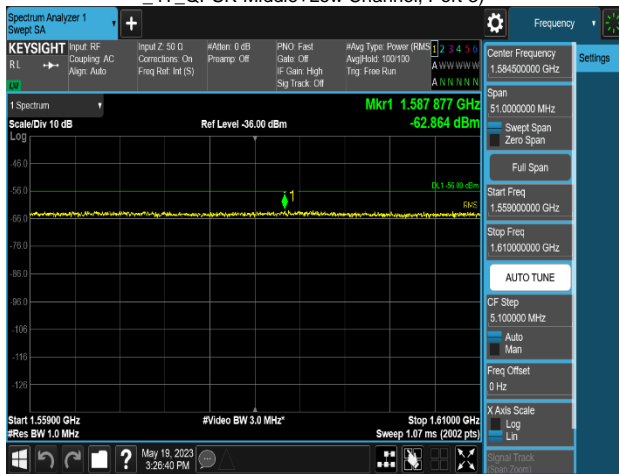 Spectrum Analyzer 1
Swept SA
Frequency
KEYSIGHT
RL
Input: RF
Coupling: AC
Align: Auto
Input Z: 50 Ω
Corrections: On
Freq Ref: Int (S)
#Atten: 0 dB
Preamp: Off
PNO: Fast
Gate: Off
IF Gain: High
Sig Track: Off
#Avg Type: Power (RMS
Avg|Hold: 100/100
Trig: Free Run
1 2 3 4 5 6
A W W W W W
A N N N N N
1 Spectrum
Scale/Div 10 dB
Ref Level -36.00 dBm
Mkr1 1.587 877 GHz
-62.864 dBm
Log
-46.0
-56.0
-66.0
-76.0
-86.0
-96.0
-106
-116
-126
DL1 -56.00 dBm
RMS
1
Start 1.55900 GHz
#Res BW 1.0 MHz
#Video BW 3.0 MHz*
Stop 1.61000 GHz
Sweep 1.07 ms (2002 pts)
May 19, 2023
3:26:40 PM
Settings
Center Frequency
1.584500000 GHz
Span
51.0000000 MHz
Swept Span
Zero Span
Full Span
Start Freq
1.559000000 GHz
Stop Freq
1.610000000 GHz
AUTO TUNE
CF Step
5.100000 MHz
Auto
Man
Freq Offset
0 Hz
X Axis Scale
Log
Lin
Signal Track
(Span Zoom)